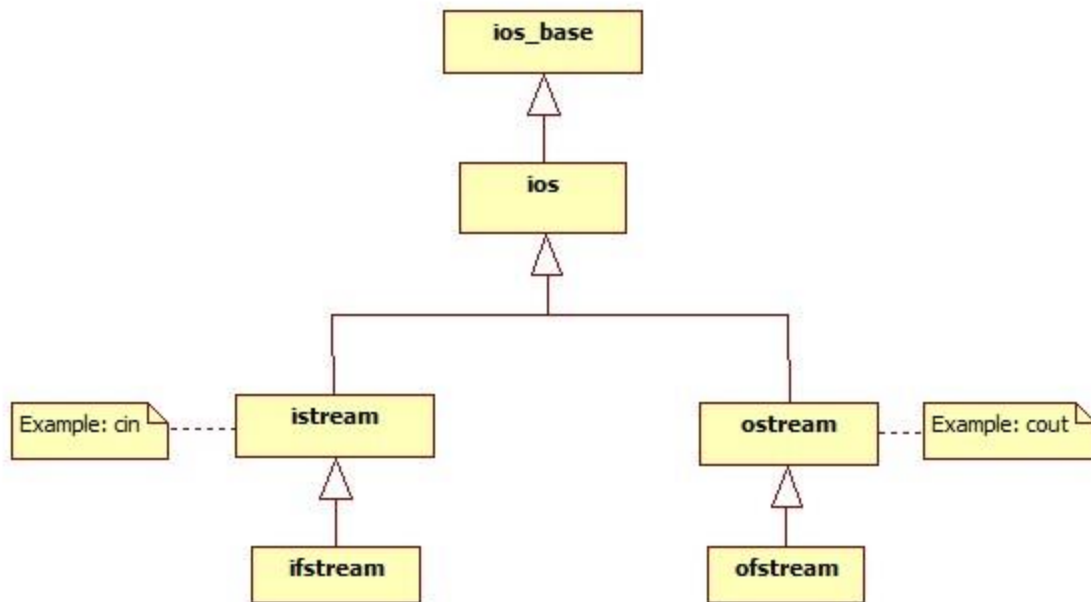 ios_base
ios
Example: cin
istream
ostream
Example: cout
ifstream
ofstream